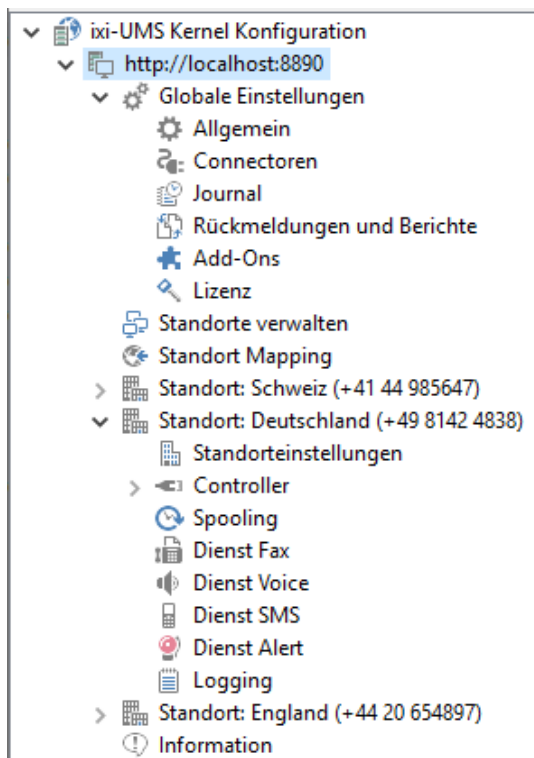 ixi-UMS Kernel Konfiguration
http://localhost:8890
Globale Einstellungen
Allgemein
Connectoren
Journal
Rückmeldungen und Berichte
Add-Ons
Lizenz
Standorte verwalten
Standort Mapping
Standort: Schweiz (+41 44 985647)
Standort: Deutschland (+49 8142 4838)
Standorteinstellungen
Controller
Spooling
Dienst Fax
Dienst Voice
Dienst SMS
Dienst Alert
Logging
Standort: England (+44 20 654897)
Information